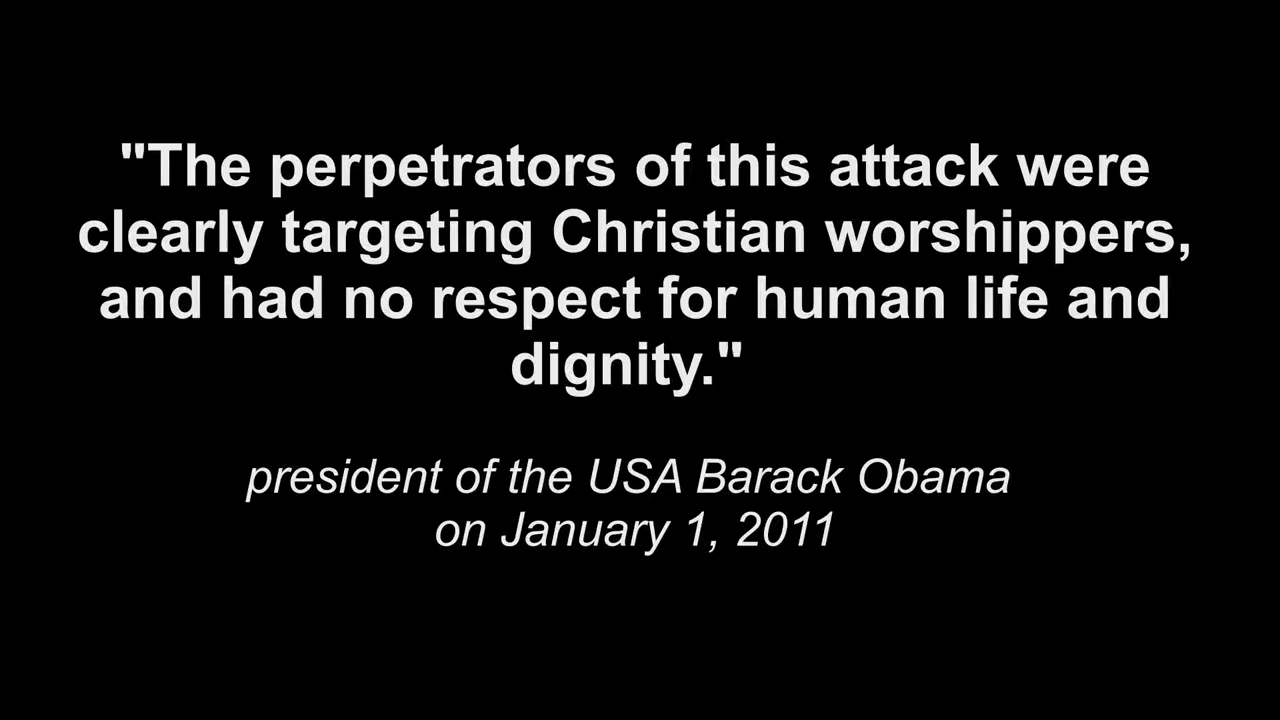 "The perpetrators of this attack were
clearly targeting Christian worshippers,
and had no respect for human life and
dignity."
president of the USA Barack Obama
on January 1, 2011